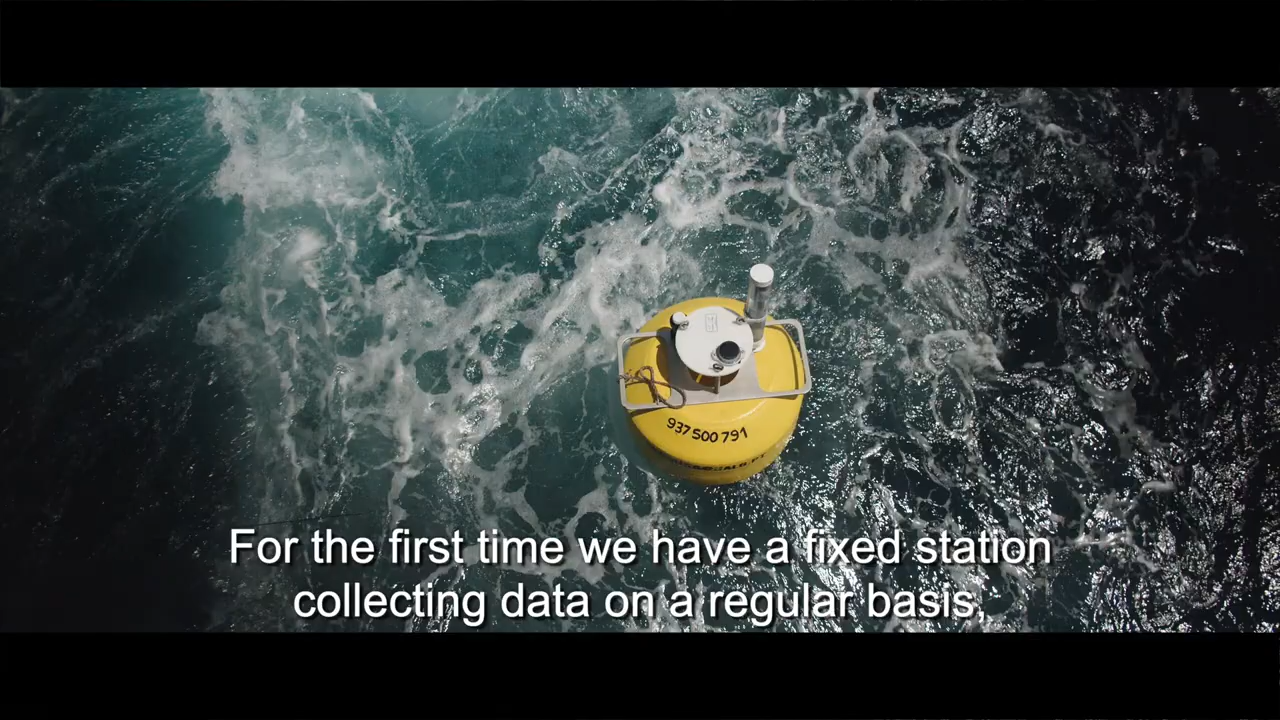 937 500 791
For the first time we have a fixed station
collecting data on a regular basis,